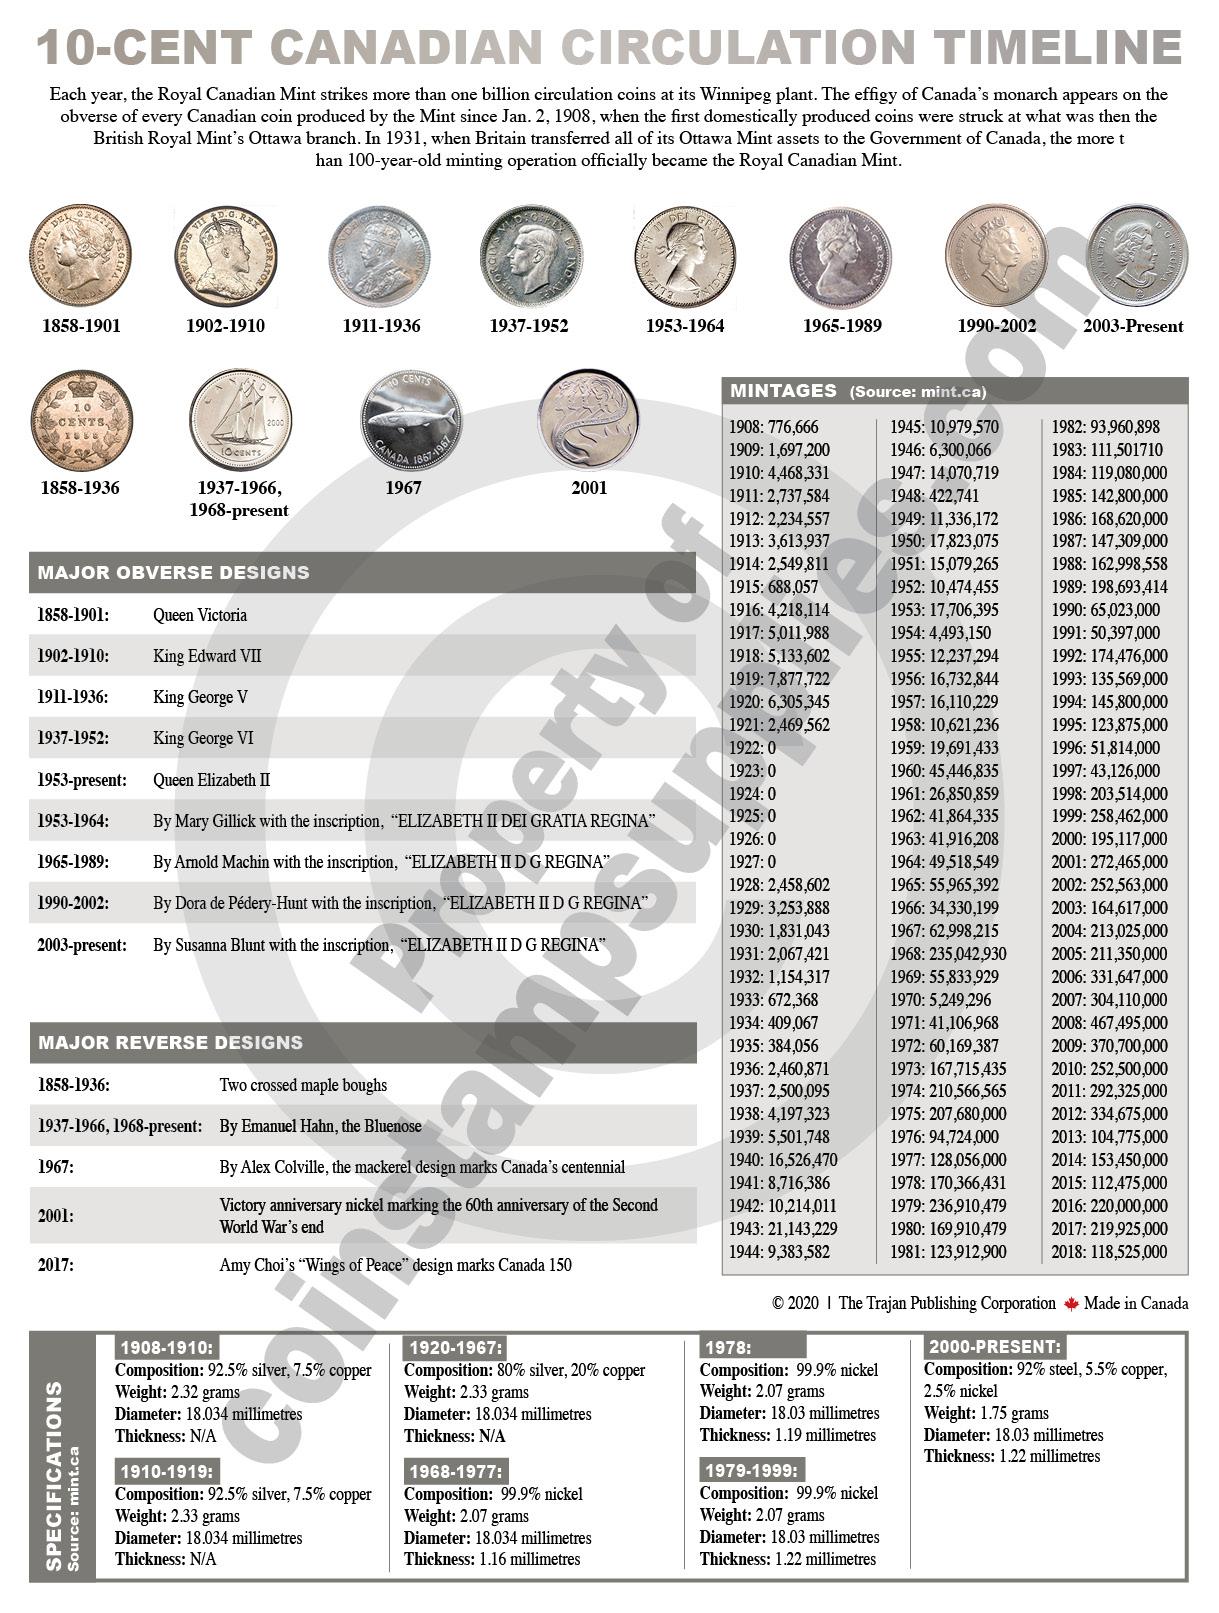 10-CENT CANADIAN CIRCULATION TIMELINE
Each year, the Royal Canadian Mint strikes more than one billion circulation coins at its Winnipeg plant. The effigy of Canada's monarch appears on the
obverse of every Canadian coin produced by the Mint since Jan. 2, 1908, when the first domestically produced coins were struck at what was then the
British Royal Mint's Ottawa branch. In 1931, when Britain transferred all of its Ottawa Mint assets to the Government of Canada, the more t
han 100-year-old minting operation officially became the Royal Canadian Mint.
1858-1901
1902-1910
1911-1936
1937-1952
1953-1964
1965-1989
1990-2002
2003-Present
10
CENTS
CANADA
2000
10 CENTS
10 CENTS
CANADA 1867-1967
1858-1936
1937-1966,
1968-present
1967
2001
MAJOR OBVERSE DESIGNS
1858-1901: Queen Victoria
1902-1910: King Edward VII
1911-1936: King George V
1937-1952: King George VI
1953-present: Queen Elizabeth II
1953-1964: By Mary Gillick with the inscription, “ELIZABETH II DEI GRATIA REGINA”
1965-1989: By Arnold Machin with the inscription, “ELIZABETH II D G REGINA”
1990-2002: By Dora de Pédery-Hunt with the inscription, “ELIZABETH II D G REGINA”
2003-present: By Susanna Blunt with the inscription, “ELIZABETH II D G REGINA”
MAJOR REVERSE DESIGNS
1858-1936: Two crossed maple boughs
1937-1966, 1968-present: By Emanuel Hahn, the Bluenose
1967: By Alex Colville, the mackerel design marks Canada's centennial
2001: Victory anniversary nickel marking the 60th anniversary of the Second
World War's end
2017: Amy Choi's “Wings of Peace” design marks Canada 150
MINTAGES (Source: mint.ca)
1908: 776,666
1909: 1,697,200
1910: 4,468,331
1911: 2,737,584
1912: 2,234,557
1913: 3,613,937
1914: 2,549,811
1915: 688,057
1916: 4,218,114
1917: 5,011,988
1918: 5,133,602
1919: 7,877,722
1920: 6,305,345
1921: 2,469,562
1922: 0
1923: 0
1924: 0
1925: 0
1926: 0
1927: 0
1928: 2,458,602
1929: 3,253,888
1930: 1,831,043
1931: 2,067,421
1932: 1,154,317
1933: 672,368
1934: 409,067
1935: 384,056
1936: 2,460,871
1937: 2,500,095
1938: 4,197,323
1939: 5,501,748
1940: 16,526,470
1941: 8,716,386
1942: 10,214,011
1943: 21,143,229
1944: 9,383,582
1945: 10,979,570
1946: 6,300,066
1947: 14,070,719
1948: 422,741
1949: 11,336,172
1950: 17,823,075
1951: 15,079,265
1952: 10,474,455
1953: 17,706,395
1954: 4,493,150
1955: 12,237,294
1956: 16,732,844
1957: 16,110,229
1958: 10,621,236
1959: 19,691,433
1960: 45,446,835
1961: 26,850,859
1962: 41,864,335
1963: 41,916,208
1964: 49,518,549
1965: 55,965,392
1966: 34,330,199
1967: 62,998,215
1968: 235,042,930
1969: 55,833,929
1970: 5,249,296
1971: 41,106,968
1972: 60,169,387
1973: 167,715,435
1974: 210,566,565
1975: 207,680,000
1976: 94,724,000
1977: 128,056,000
1978: 170,366,431
1979: 236,910,479
1980: 169,910,479
1981: 123,912,900
1982: 93,960,898
1983: 111,501710
1984: 119,080,000
1985: 142,800,000
1986: 168,620,000
1987: 147,309,000
1988: 162,998,558
1989: 198,693,414
1990: 65,023,000
1991: 50,397,000
1992: 174,476,000
1993: 135,569,000
1994: 145,800,000
1995: 123,875,000
1996: 51,814,000
1997: 43,126,000
1998: 203,514,000
1999: 258,462,000
2000: 195,117,000
2001: 272,465,000
2002: 252,563,000
2003: 164,617,000
2004: 213,025,000
2005: 211,350,000
2006: 331,647,000
2007: 304,110,000
2008: 467,495,000
2009: 370,700,000
2010: 252,500,000
2011: 292,325,000
2012: 334,675,000
2013: 104,775,000
2014: 153,450,000
2015: 112,475,000
2016: 220,000,000
2017: 219,925,000
2018: 118,525,000
© 2020 | The Trajan Publishing Corporation Made in Canada
SPECIFICATIONS
Source: mint.ca
1908-1910:
Composition: 92.5% silver, 7.5% copper
Weight: 2.32 grams
Diameter: 18.034 millimetres
Thickness: N/A
1910-1919:
Composition: 92.5% silver, 7.5% copper
Weight: 2.33 grams
Diameter: 18.034 millimetres
Thickness: N/A
1920-1967:
Composition: 80% silver, 20% copper
Weight: 2.33 grams
Diameter: 18.034 millimetres
Thickness: N/A
1968-1977:
Composition: 99.9% nickel
Weight: 2.07 grams
Diameter: 18.034 millimetres
Thickness: 1.16 millimetres
1978:
Composition: 99.9% nickel
Weight: 2.07 grams
Diameter: 18.03 millimetres
Thickness: 1.19 millimetres
1979-1999:
Composition: 99.9% nickel
Weight: 2.07 grams
Diameter: 18.03 millimetres
Thickness: 1.22 millimetres
2000-PRESENT:
Composition: 92% steel, 5.5% copper,
2.5% nickel
Weight: 1.75 grams
Diameter: 18.03 millimetres
Thickness: 1.22 millimetres
Property of
coinstampsupplies.com